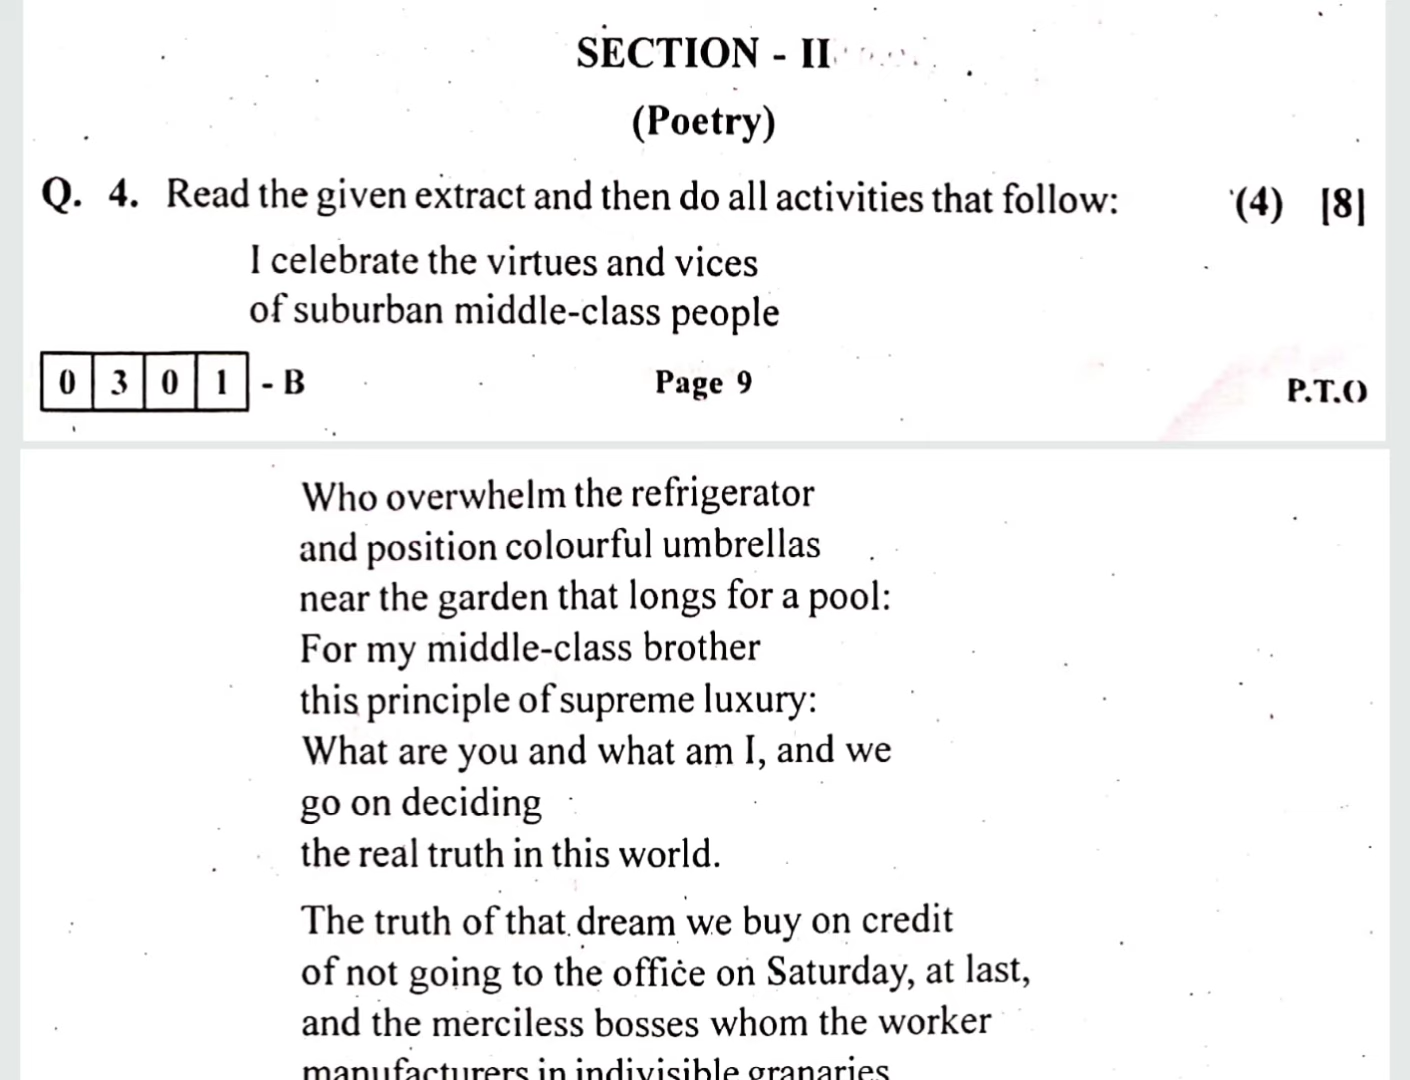 SECTION - II
(Poetry)
Q. 4. Read the given extract and then do all activities that follow: (4) [8]
I celebrate the virtues and vices
of suburban middle-class people
0 3 0 1 - B Page 9 P.T.O
Who overwhelm the refrigerator
and position colourful umbrellas
near the garden that longs for a pool:
For my middle-class brother
this principle of supreme luxury:
What are you and what am I, and we
go on deciding
the real truth in this world.
The truth of that dream we buy on credit
of not going to the office on Saturday, at last,
and the merciless bosses whom the worker
manufacturers in indivisible granaries